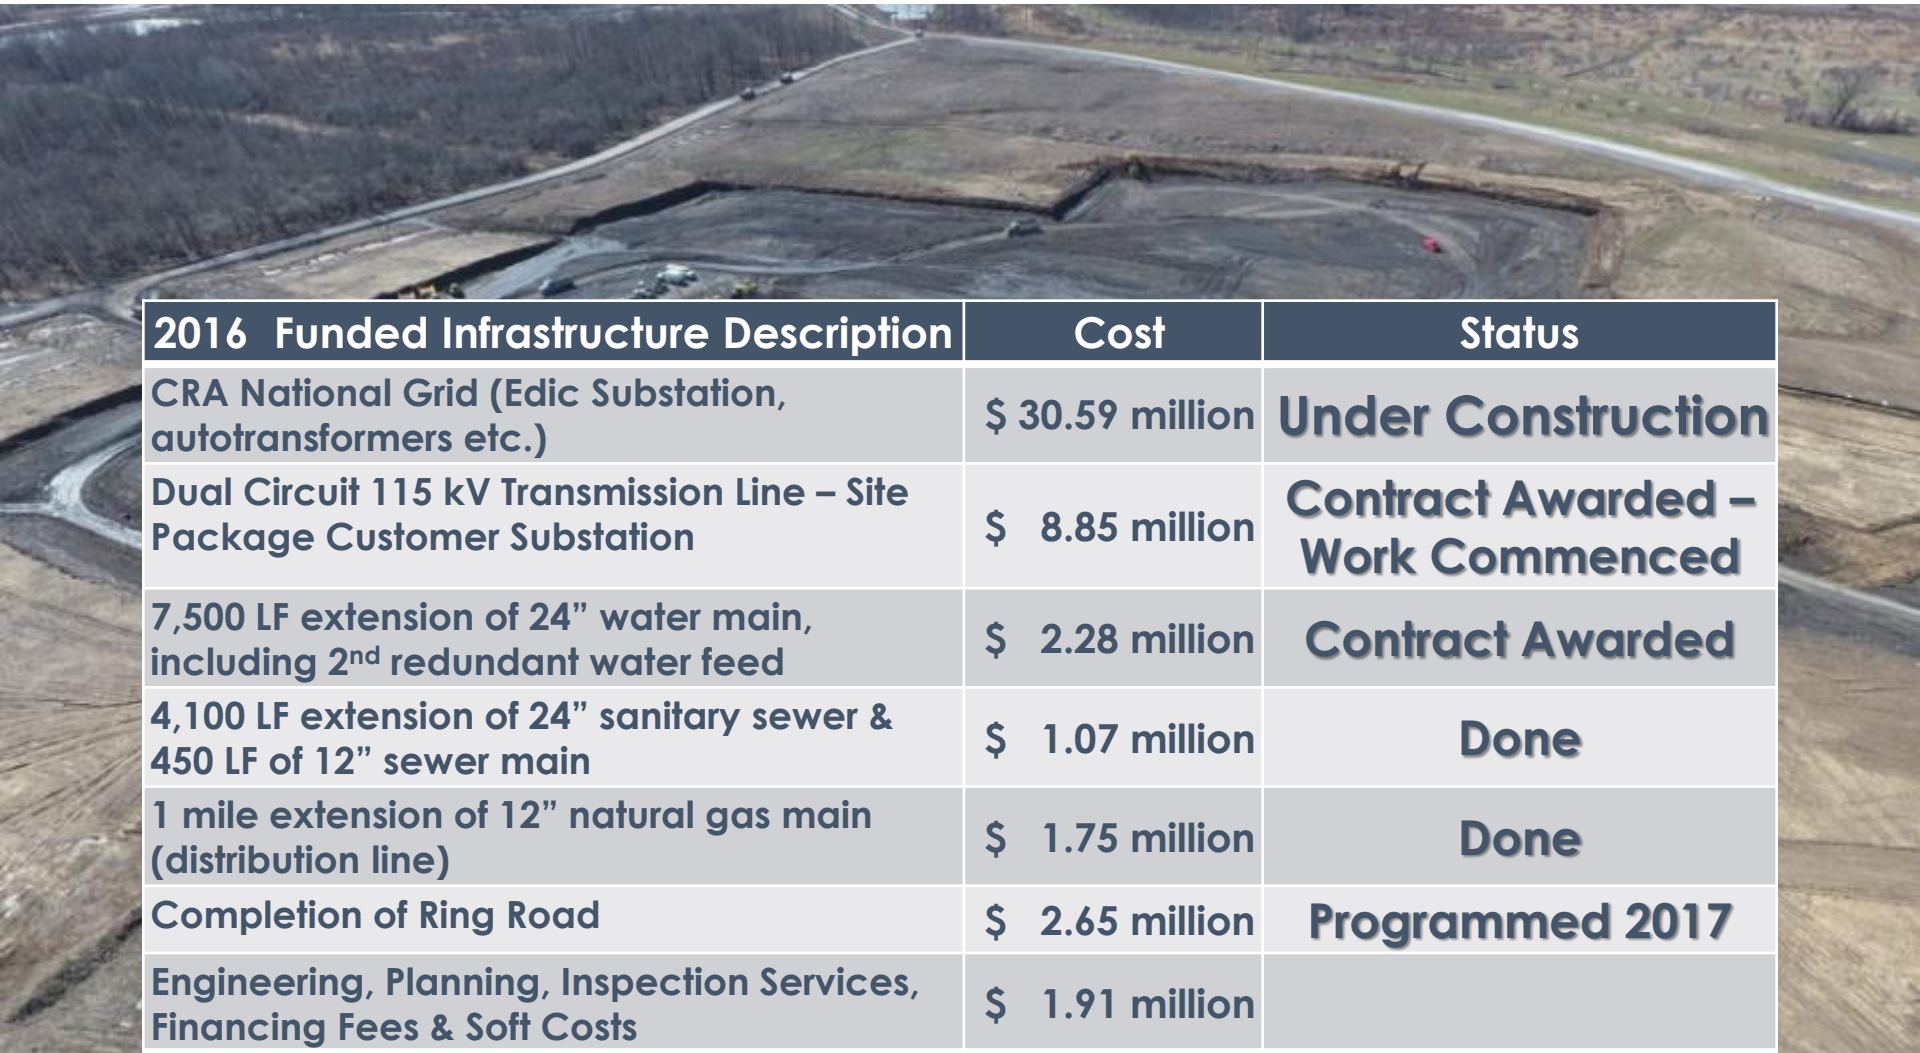 2016  Funded Infrastructure Description Cost Status
CRA National Grid (Edic Substation,
autotransformers etc.)
$ 30.59 million
Under Construction
Dual Circuit 115 kV Transmission Line – Site
Package Customer Substation
$ 8.85 million
Contract Awarded –
Work Commenced
7,500 LF extension of 24” water main,
including 2nd redundant water feed
$ 2.28 million
Contract Awarded
4,100 LF extension of 24” sanitary sewer &
450 LF of 12” sewer main
$ 1.07 million
Done
1 mile extension of 12” natural gas main
(distribution line)
$ 1.75 million
Done
Completion of Ring Road
$ 2.65 million
Programmed 2017
Engineering, Planning, Inspection Services,
Financing Fees & Soft Costs
$ 1.91 million